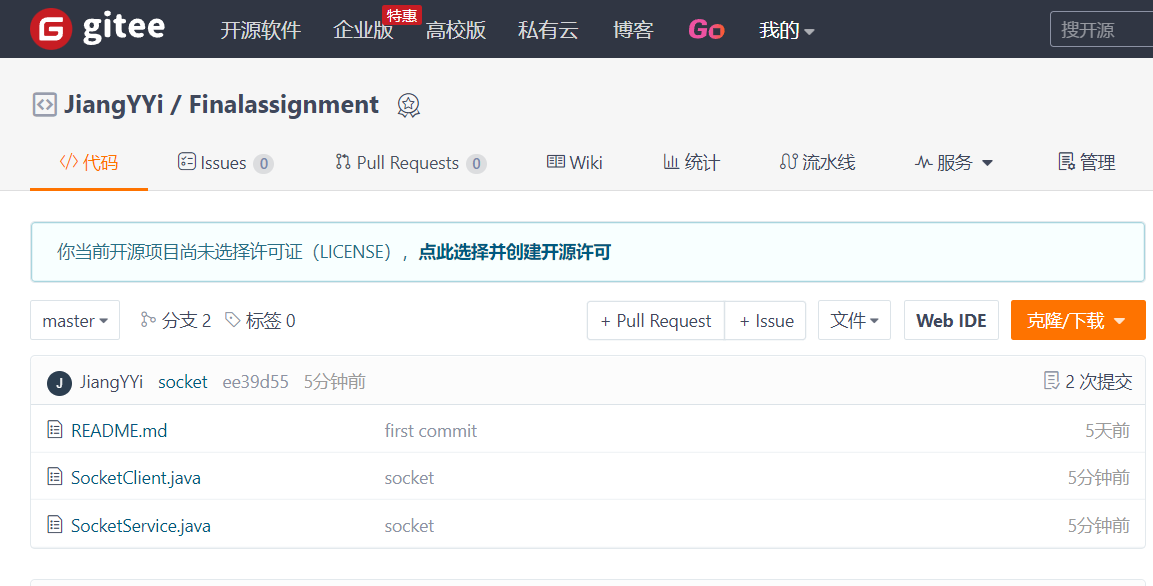 gitee 开源软件 企业版 特惠 高校版 私有云 博客 Go 我的 搜开源
JiangYYi / Finalassignment
代码 Issues 0 Pull Requests 0 Wiki 统计 流水线 服务 管理
你当前开源项目尚未选择许可证（LICENSE），点此选择并创建开源许可
master 分支 2 标签 0 + Pull Request + Issue 文件 Web IDE 克隆/下载
J JiangYYi socket ee39d55 5分钟前 2 次提交
README.md first commit 5天前
SocketClient.java socket 5分钟前
SocketService.java socket 5分钟前